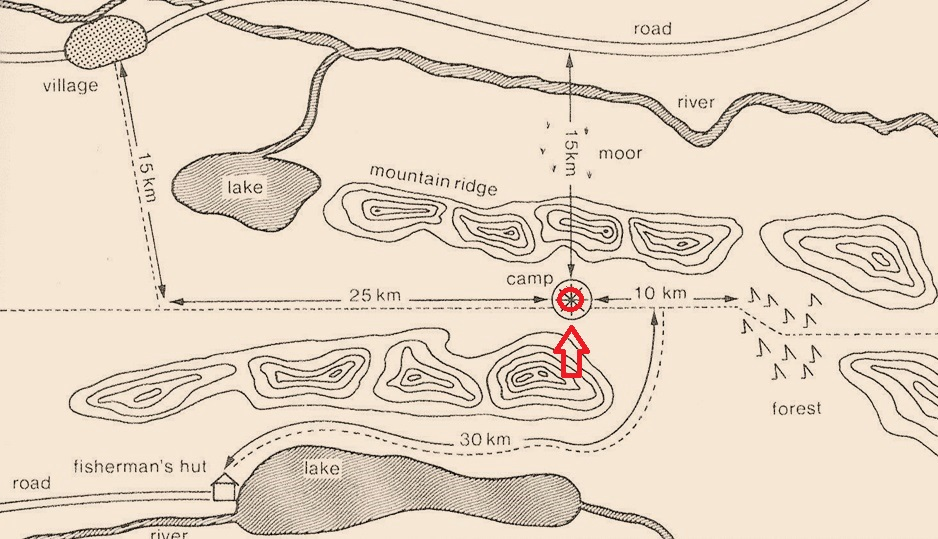 road
village
river
15 km
15 km
moor
mountain ridge
lake
camp
25 km
10 km
forest
30 km
fisherman's hut
lake
road
river